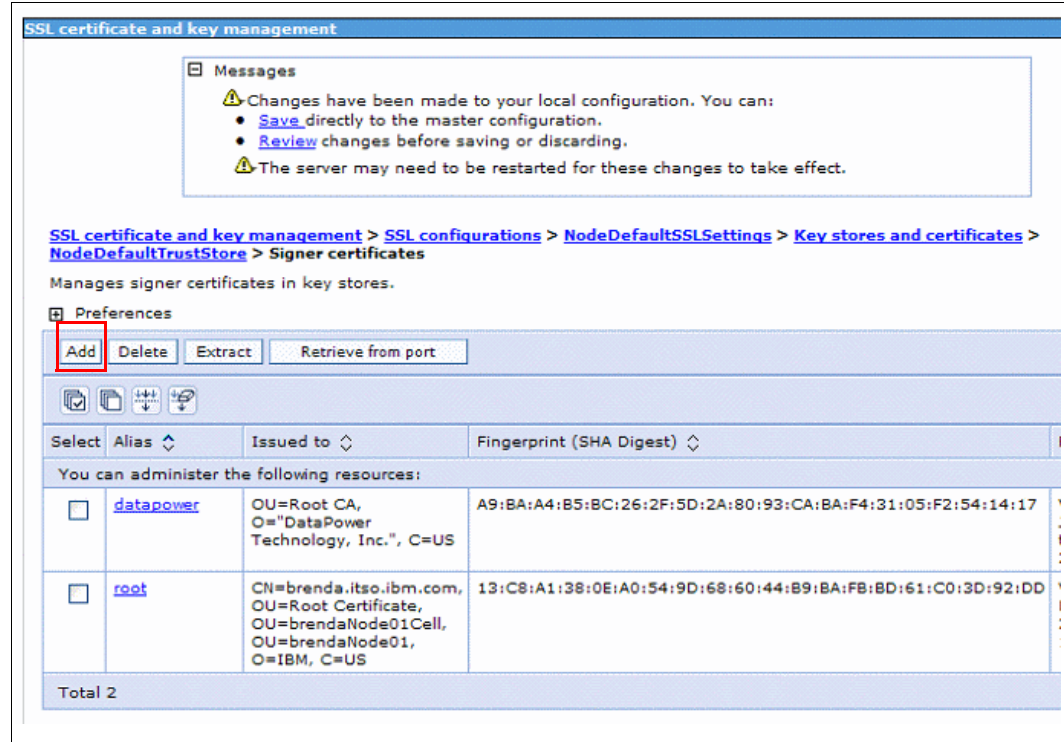 SSL certificate and key management
Messages
Changes have been made to your local configuration. You can:
Save directly to the master configuration.
Review changes before saving or discarding.
The server may need to be restarted for these changes to take effect.
SSL certificate and key management > SSL configurations > NodeDefaultSSLSettings > Key stores and certificates >
NodeDefaultTrustStore > Signer certificates
Manages signer certificates in key stores.
Preferences
Add Delete Extract Retrieve from port
Select Alias Issued to Fingerprint (SHA Digest)
You can administer the following resources:
datapower OU=Root CA, A9:BA:A4:B5:BC:26:2F:5D:2A:80:93:CA:BA:F4:31:05:F2:54:14:17
O="DataPower
Technology, Inc.", C=US
root CN=brenda.itso.ibm.com, 13:C8:A1:38:0E:A0:54:9D:68:60:44:B9:BA:FB:BD:61:C0:3D:92:DD
OU=Root Certificate,
OU=brendaNode01Cell,
OU=brendaNode01,
O=IBM, C=US
Total 2